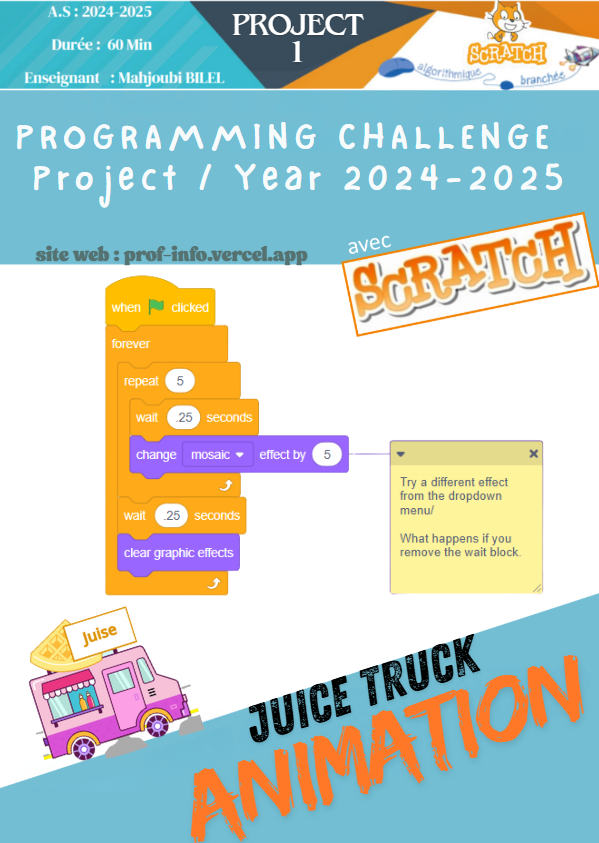 A.S : 2024-2025
Durée : 60 Min
Enseignant : Mahjoubi BILEL
PROJECT
1
SCRATCH
algorithmique
branchée
PROGRAMMING CHALLENGE
Project / Year 2024-2025
site web : prof-info.vercel.app
avec
SCRATCH
when clicked
forever
repeat 5
wait .25 seconds
change mosaic effect by 5
wait .25 seconds
clear graphic effects
Try a different effect
from the dropdown
menu/
What happens if you
remove the wait block.
Juise
JUICE TRUCK
ANIMATION